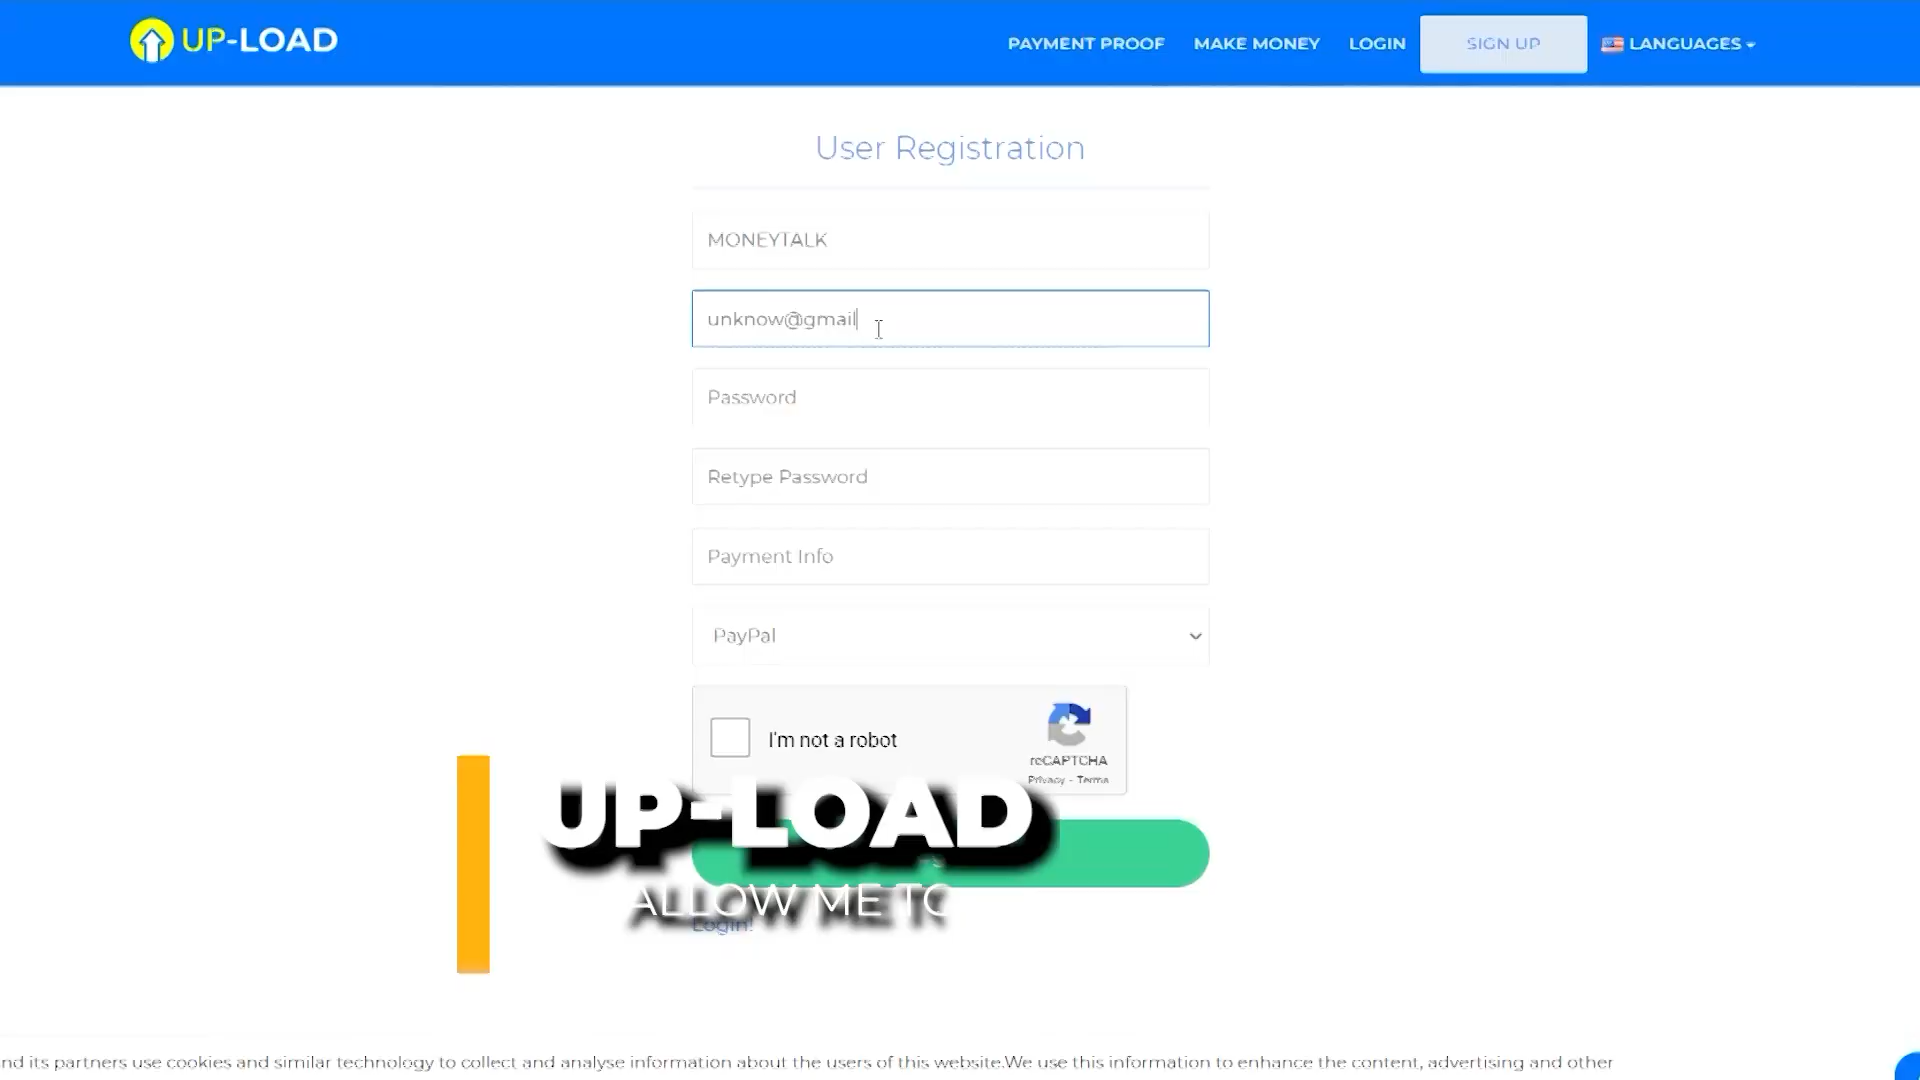 UP-LOAD
PAYMENT PROOF
MAKE MONEY
LOGIN
SIGN UP
LANGUAGES
User Registration
MONEYTALK
unknow@gmail
Password
Retype Password
Payment Info
PayPal
I'm not a robot
reCAPTCHA
Privacy - Terms
UP-LOAD
ALLOW ME TO
Login!
nd its partners use cookies and similar technology to collect and analyse information about the users of this website.We use this information to enhance the content, advertising and other